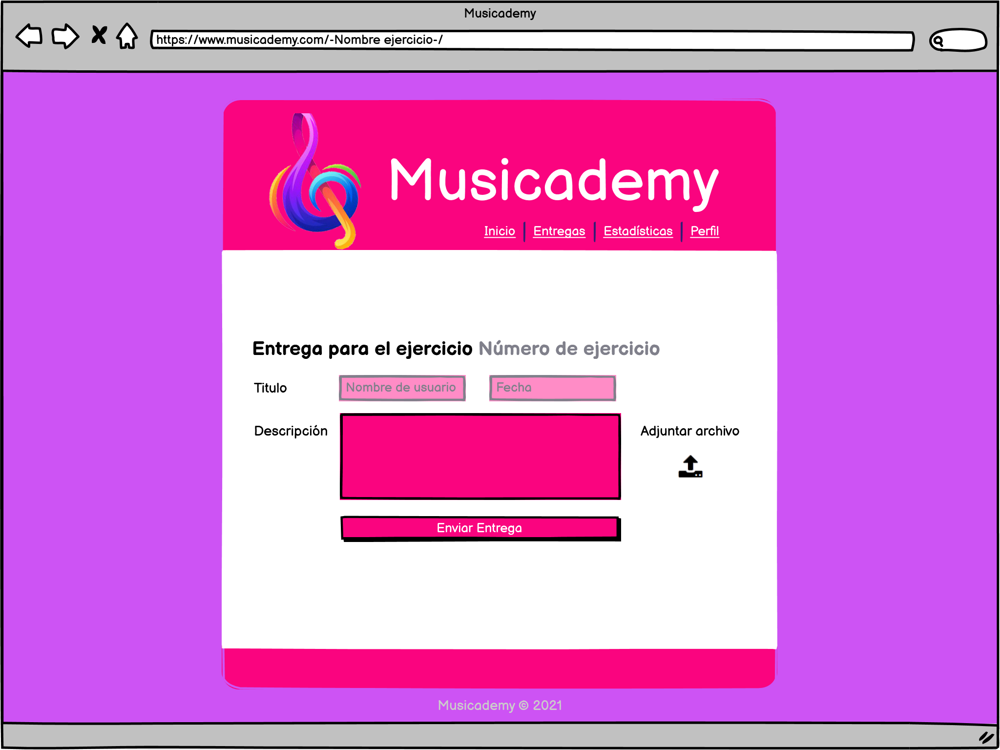 Musicademy
https://www.musicademy.com/-Nombre ejercicio-/
Musicademy
Inicio
Entregas
Estadísticas
Perfil
Entrega para el ejercicio Número de ejercicio
Titulo
Nombre de usuario
Fecha
Descripción
Adjuntar archivo
Enviar Entrega
Musicademy © 2021